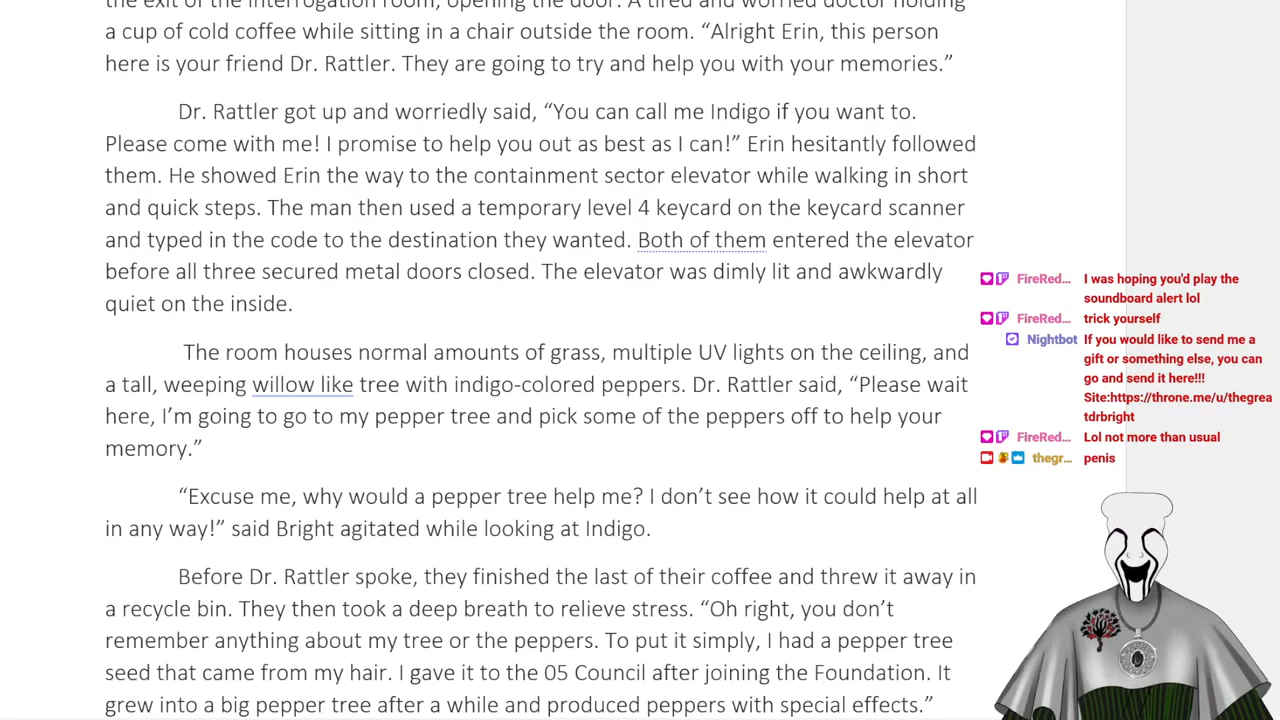 the exit of the interrogation room, opening the door. A tired and worried doctor holding
a cup of cold coffee while sitting in a chair outside the room. “Alright Erin, this person
here is your friend Dr. Rattler. They are going to try and help you with your memories.”
Dr. Rattler got up and worriedly said, “You can call me Indigo if you want to.
Please come with me! I promise to help you out as best as I can!” Erin hesitantly followed
them. He showed Erin the way to the containment sector elevator while walking in short
and quick steps. The man then used a temporary level 4 keycard on the keycard scanner
and typed in the code to the destination they wanted. Both of them entered the elevator
before all three secured metal doors closed. The elevator was dimly lit and awkwardly
quiet on the inside.
The room houses normal amounts of grass, multiple UV lights on the ceiling, and
a tall, weeping willow like tree with indigo-colored peppers. Dr. Rattler said, “Please wait
here, I’m going to go to my pepper tree and pick some of the peppers off to help your
memory.”
“Excuse me, why would a pepper tree help me? I don’t see how it could help at all
in any way!” said Bright agitated while looking at Indigo.
Before Dr. Rattler spoke, they finished the last of their coffee and threw it away in
a recycle bin. They then took a deep breath to relieve stress. “Oh right, you don’t
remember anything about my tree or the peppers. To put it simply, I had a pepper tree
seed that came from my hair. I gave it to the 05 Council after joining the Foundation. It
grew into a big pepper tree after a while and produced peppers with special effects.”
FireRed... I was hoping you'd play the
soundboard alert lol
FireRed... trick yourself
Nightbot If you would like to send me a
gift or something else, you can
go and send it here!!!
Site:https://throne.me/u/thegrea
tdrbright
FireRed... Lol not more than usual
thegr... penis